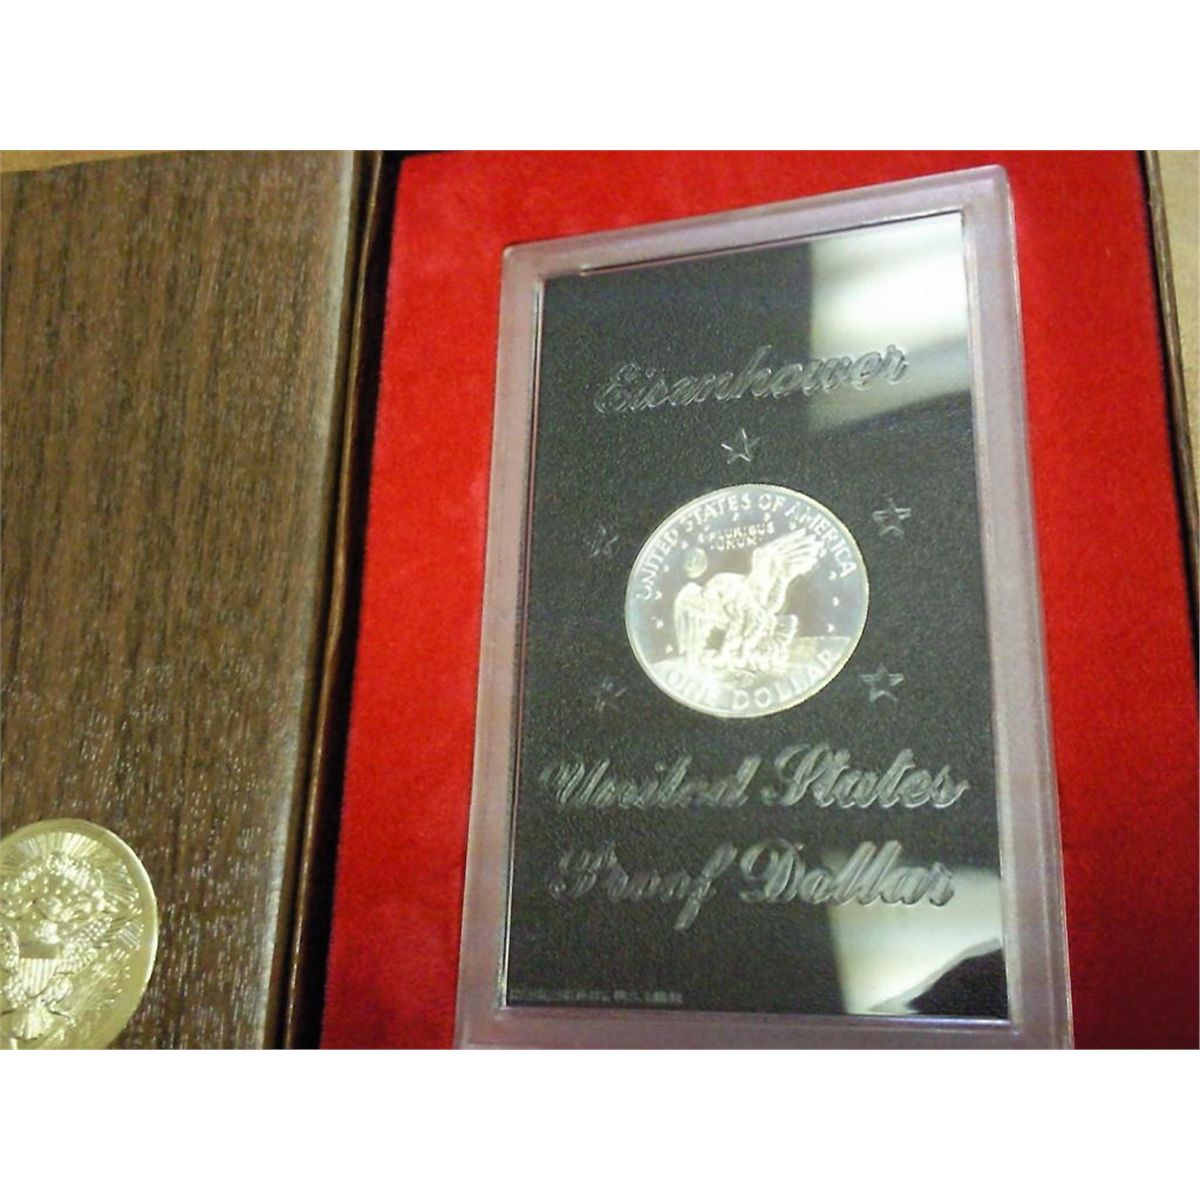 Eisenhower
UNITED STATES OF AMERICA
E PLURIBUS
UNUM
ONE DOLLAR
United States
Proof Dollar